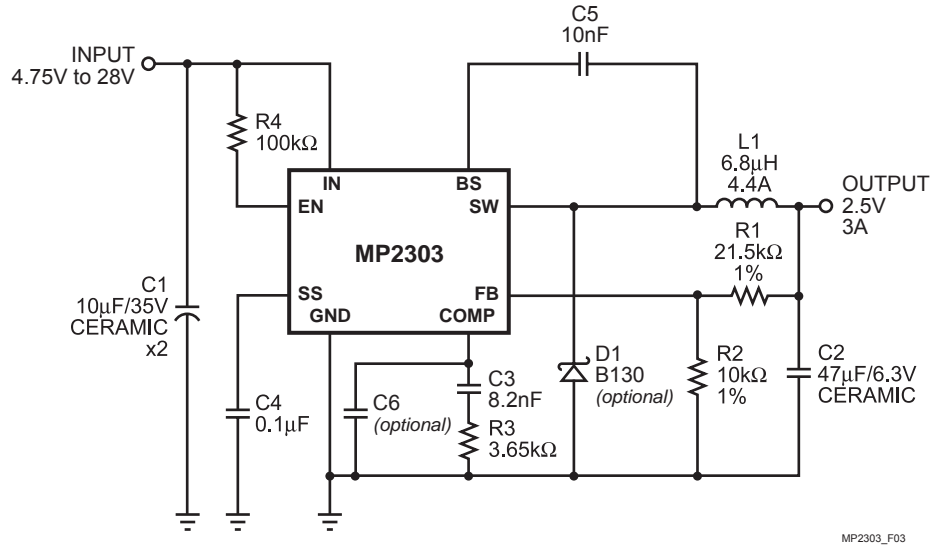 C5
10nF
INPUT
4.75V to 28V
R4
100kΩ
L1
6.8µH
4.4A
OUTPUT
2.5V
3A
IN
BS
EN
SW
MP2303
R1
21.5kΩ
1%
C1
10µF/35V
CERAMIC
x2
SS
FB
GND
COMP
C4
0.1µF
C6
(optional)
C3
8.2nF
R3
3.65kΩ
D1
B130
(optional)
R2
10kΩ
1%
C2
47µF/6.3V
CERAMIC
MP2303_F03